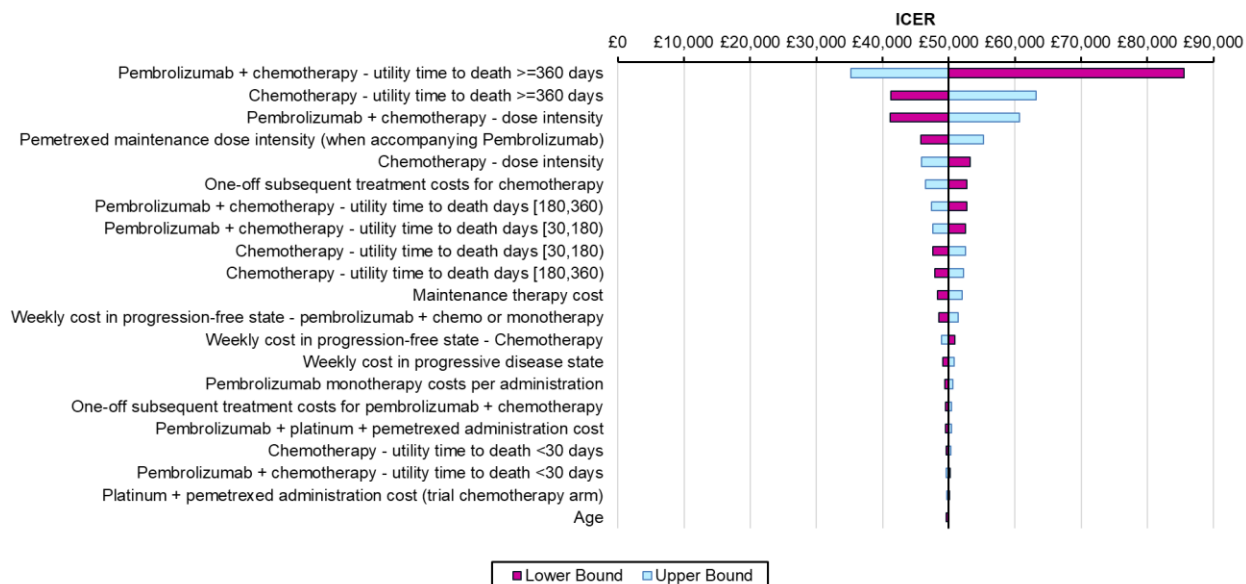 ICER
£0 £10,000 £20,000 £30,000 £40,000 £50,000 £60,000 £70,000 £80,000 £90,000
Pembrolizumab + chemotherapy - utility time to death >=360 days
Chemotherapy - utility time to death >=360 days
Pembrolizumab + chemotherapy - dose intensity
Pemetrexed maintenance dose intensity (when accompanying Pembrolizumab)
Chemotherapy - dose intensity
One-off subsequent treatment costs for chemotherapy
Pembrolizumab + chemotherapy - utility time to death days [180,360)
Pembrolizumab + chemotherapy - utility time to death days [30,180)
Chemotherapy - utility time to death days [30,180)
Chemotherapy - utility time to death days [180,360)
Maintenance therapy cost
Weekly cost in progression-free state - pembrolizumab + chemo or monotherapy
Weekly cost in progression-free state - Chemotherapy
Weekly cost in progressive disease state
Pembrolizumab monotherapy costs per administration
One-off subsequent treatment costs for pembrolizumab + chemotherapy
Pembrolizumab + platinum + pemetrexed administration cost
Chemotherapy - utility time to death <30 days
Pembrolizumab + chemotherapy - utility time to death <30 days
Platinum + pemetrexed administration cost (trial chemotherapy arm)
Age
Lower Bound Upper Bound